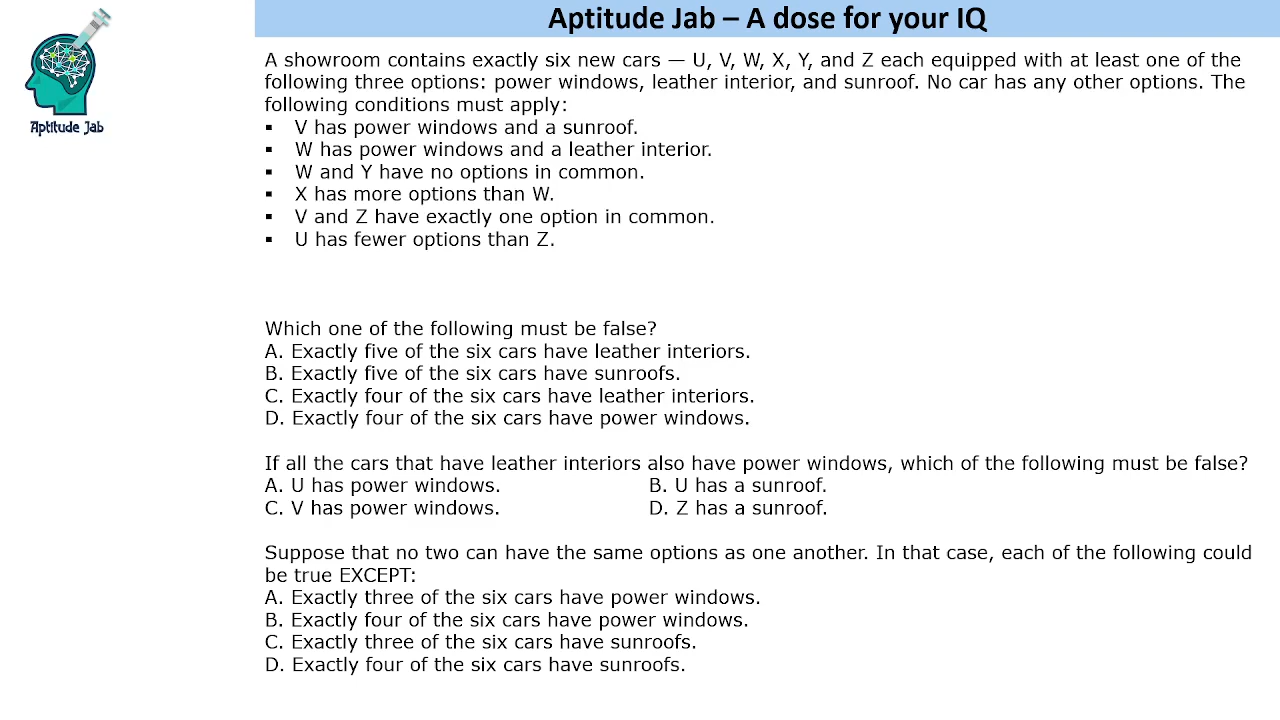 Aptitude Jab – A dose for your IQ
Aptitude Jab
A showroom contains exactly six new cars — U, V, W, X, Y, and Z each equipped with at least one of the
following three options: power windows, leather interior, and sunroof. No car has any other options. The
following conditions must apply:
▪ V has power windows and a sunroof.
▪ W has power windows and a leather interior.
▪ W and Y have no options in common.
▪ X has more options than W.
▪ V and Z have exactly one option in common.
▪ U has fewer options than Z.
Which one of the following must be false?
A. Exactly five of the six cars have leather interiors.
B. Exactly five of the six cars have sunroofs.
C. Exactly four of the six cars have leather interiors.
D. Exactly four of the six cars have power windows.
If all the cars that have leather interiors also have power windows, which of the following must be false?
A. U has power windows. B. U has a sunroof.
C. V has power windows. D. Z has a sunroof.
Suppose that no two can have the same options as one another. In that case, each of the following could
be true EXCEPT:
A. Exactly three of the six cars have power windows.
B. Exactly four of the six cars have power windows.
C. Exactly three of the six cars have sunroofs.
D. Exactly four of the six cars have sunroofs.